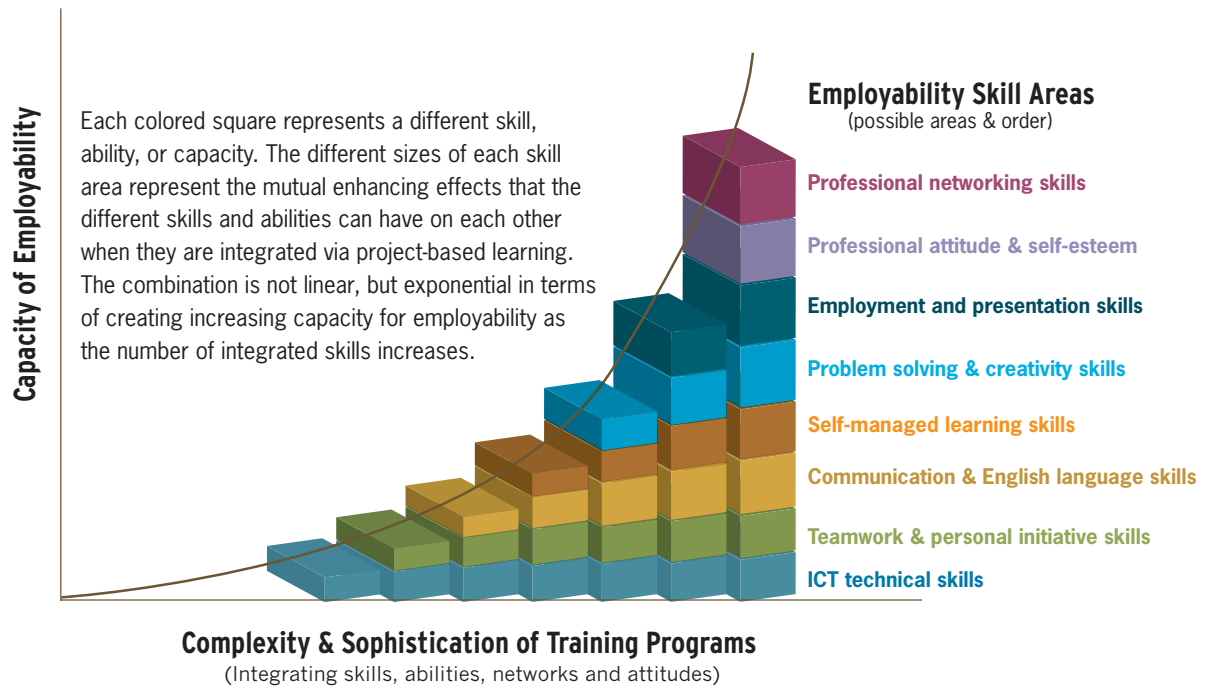 Capacity of Employability
Each colored square represents a different skill,
ability, or capacity. The different sizes of each skill
area represent the mutual enhancing effects that the
different skills and abilities can have on each other
when they are integrated via project-based learning.
The combination is not linear, but exponential in terms
of creating increasing capacity for employability as
the number of integrated skills increases.
Employability Skill Areas
(possible areas & order)
Professional networking skills
Professional attitude & self-esteem
Employment and presentation skills
Problem solving & creativity skills
Self-managed learning skills
Communication & English language skills
Teamwork & personal initiative skills
ICT technical skills
Complexity & Sophistication of Training Programs
(Integrating skills, abilities, networks and attitudes)